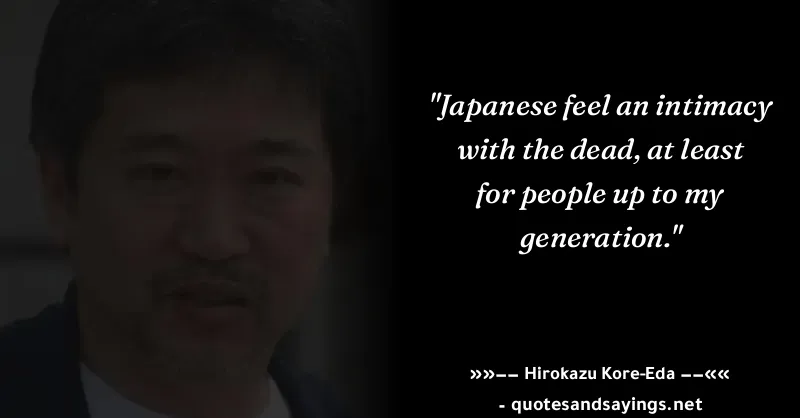 "Japanese feel an intimacy
with the dead, at least
for people up to my
generation."
»»−− Hirokazu Kore-Eda −−««
- quotesandsayings.net